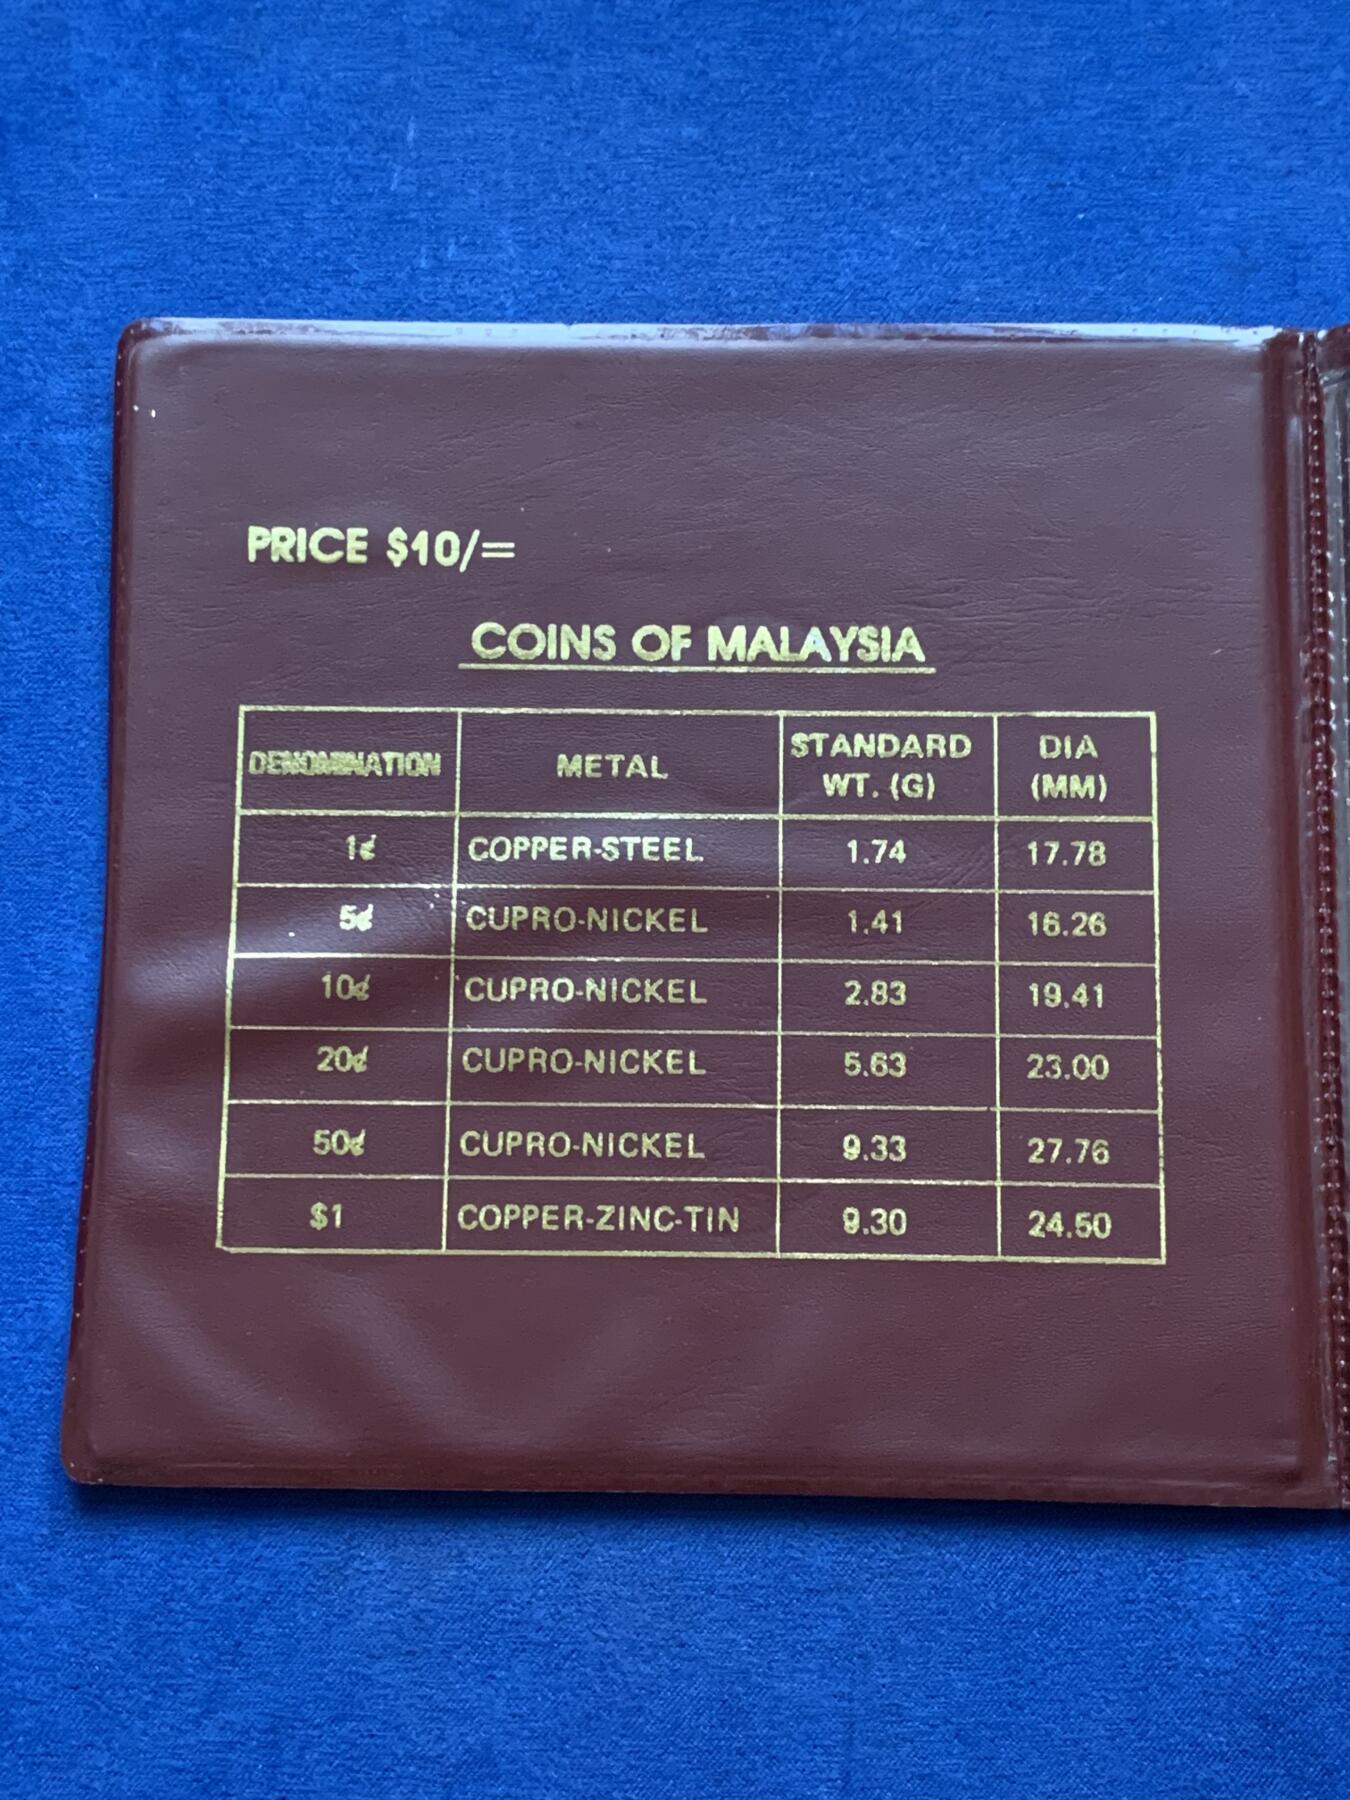 PRICE $10/=
COINS OF MALAYSIA
DENOMINATION METAL STANDARD WT. (G) DIA (MM)
1¢ COPPER-STEEL 1.74 17.78
5¢ CUPRO-NICKEL 1.41 16.26
10¢ CUPRO-NICKEL 2.83 19.41
20¢ CUPRO-NICKEL 5.63 23.00
50¢ CUPRO-NICKEL 9.33 27.76
$1 COPPER-ZINC-TIN 9.30 24.50